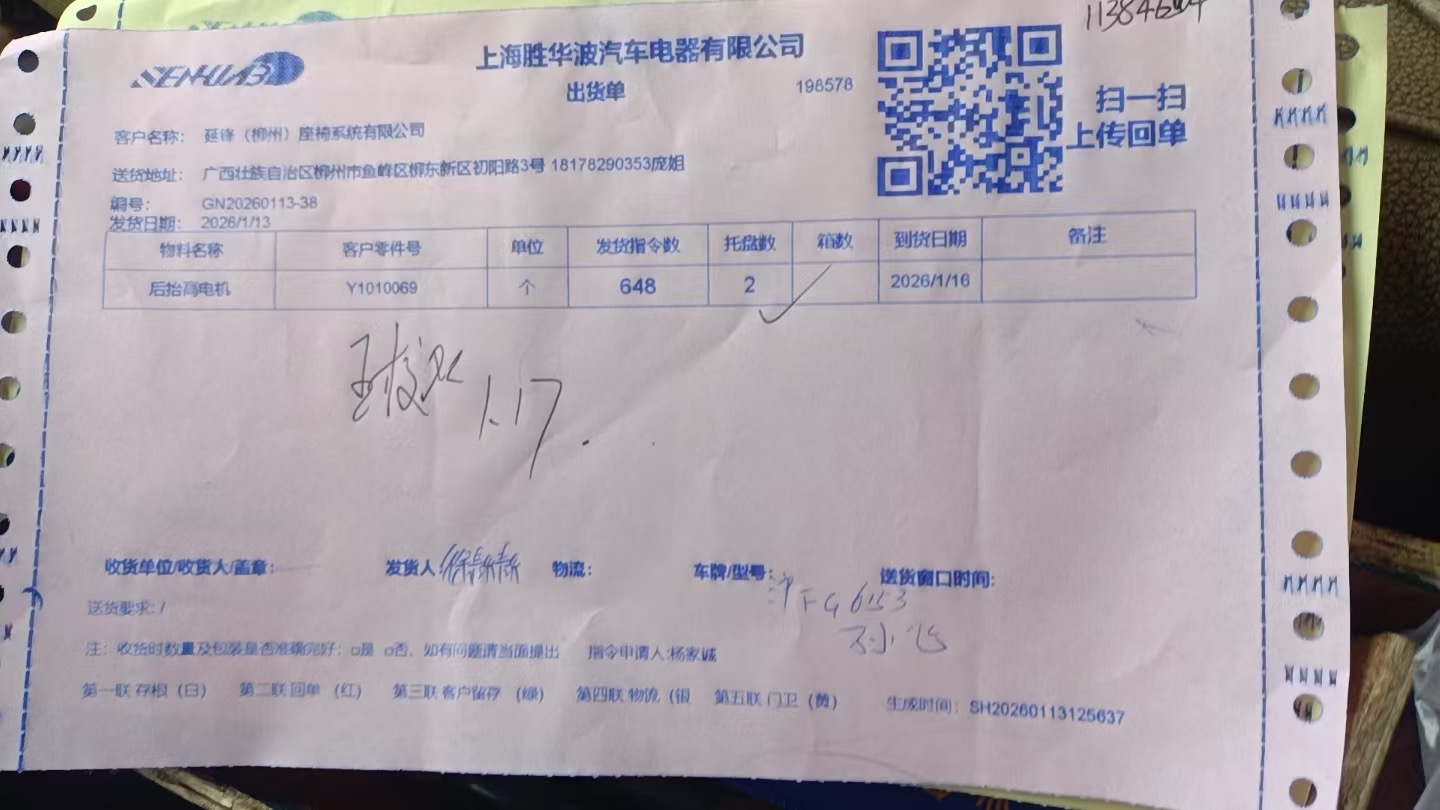 SENHUABO
上海胜华波汽车电器有限公司
出货单
198578
扫一扫
上传回单
客户名称: 延锋（柳州）座椅系统有限公司
送货地址: 广西壮族自治区柳州市鱼峰区柳东新区初阳路3号 18178290353庞姐
编号: GN20260113-38
发货日期: 2026/1/13
物料名称 客户零件号 单位 发货指令数 托盘数 箱数 到货日期 备注
后抬高电机 Y1010069 个 648 2 2026/1/16
1.17
收货单位/收货人/盖章: 发货人 物流: 车牌/型号: 送货窗口时间:
6153
送货要求: /
注: 收货时数量及包装是否准确完好: o是 o否、如有问题请当面提出 指令申请人:杨家诚
第一联 存根（白） 第二联 回单 （红） 第三联 客户留存 （绿） 第四联 物流（银 第五联 门卫（黄） 生成时间: SH20260113125637